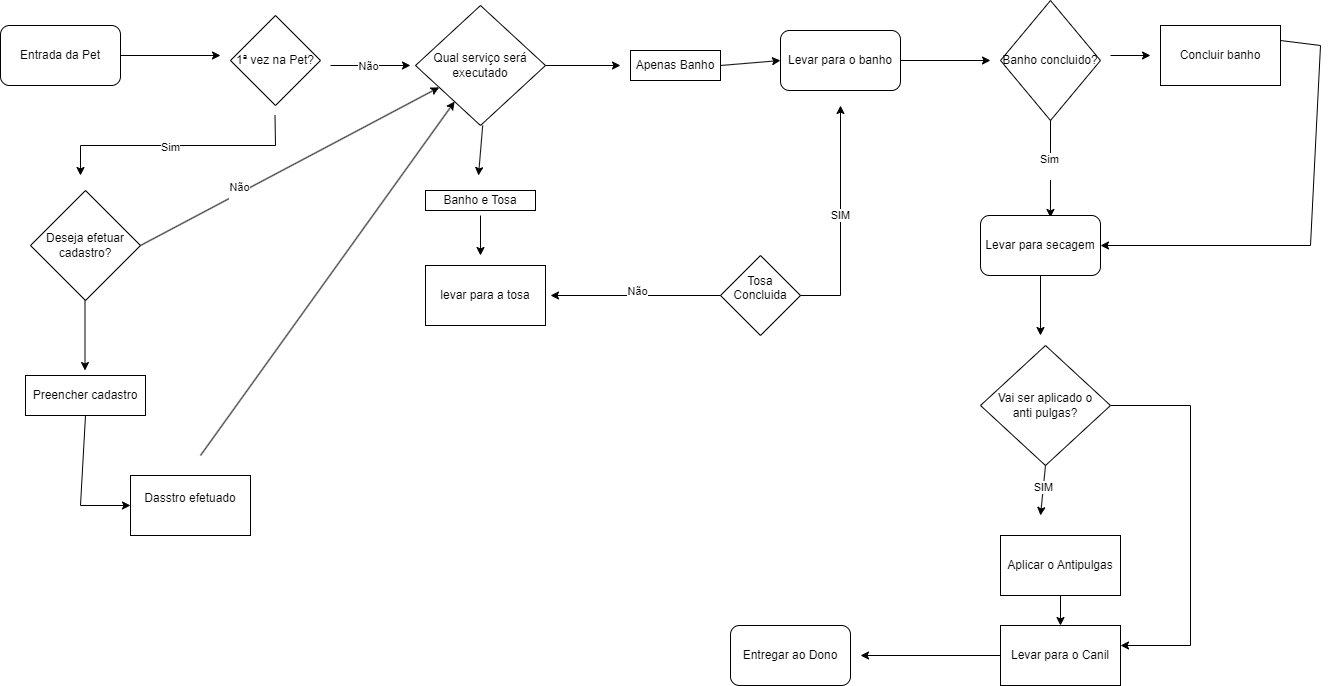 Entrada da Pet
1ª vez na Pet?
Não
Qual serviço será
executado
Apenas Banho
Levar para o banho
Banho concluido?
Concluir banho
Sim
Sim
Não
Deseja efetuar
cadastro?
Banho e Tosa
SIM
Levar para secagem
levar para a tosa
Não
Tosa
Concluida
Preencher cadastro
Vai ser aplicado o
anti pulgas?
Dasstro efetuado
SIM
Aplicar o Antipulgas
Entregar ao Dono
Levar para o Canil